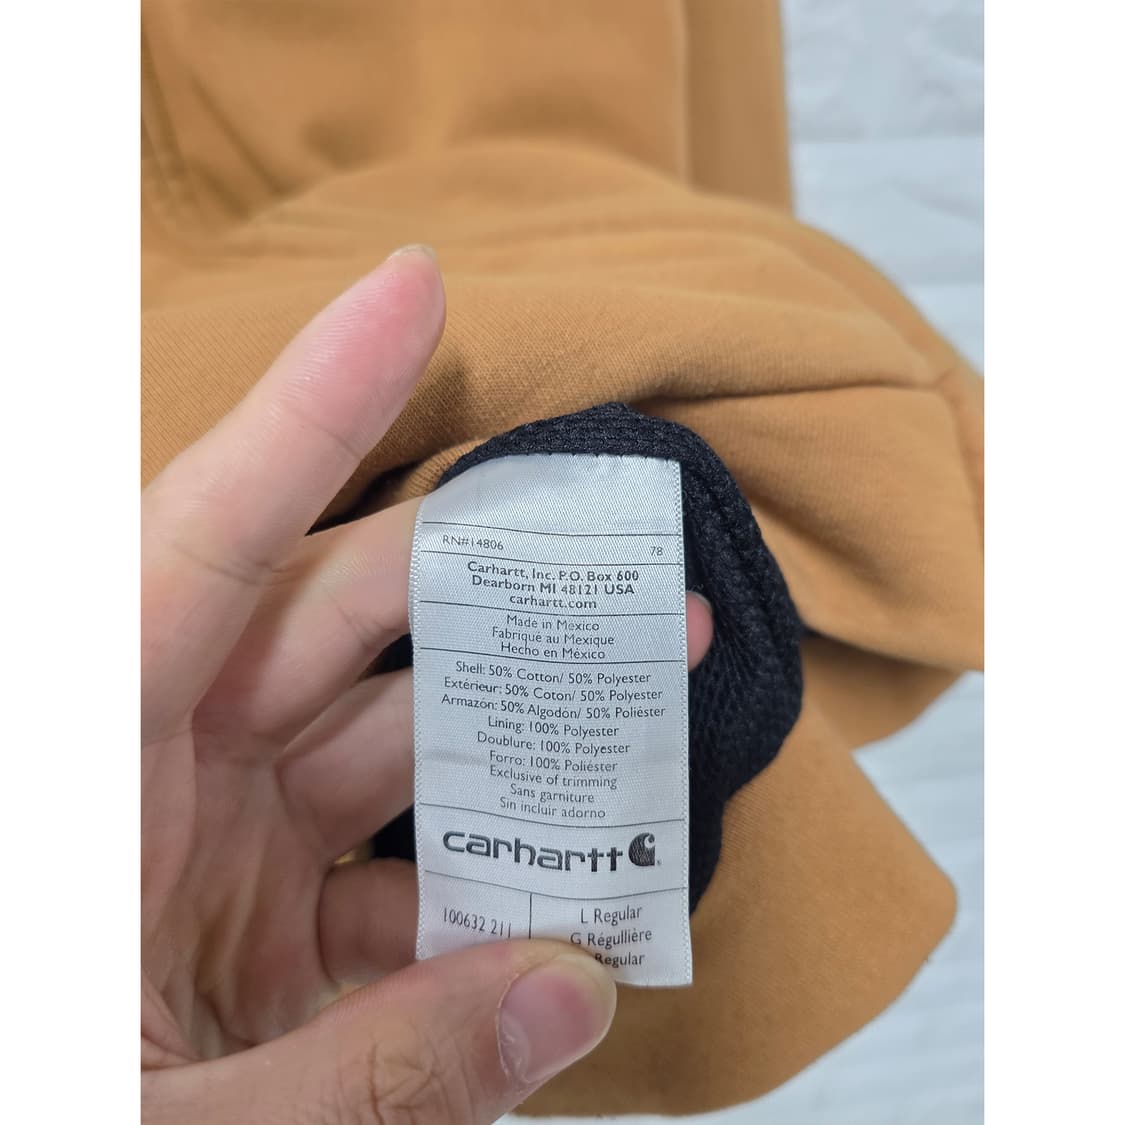 RN#14806 78
Carhartt, Inc. P.O. Box 600
Dearborn MI 48121 USA
carhartt.com
Made in Mexico
Fabriqué au Mexique
Hecho en México
Shell: 50% Cotton/ 50% Polyester
Extérieur: 50% Coton/ 50% Polyester
Armazón: 50% Algodón/ 50% Poliéster
Lining: 100% Polyester
Doublure: 100% Polyester
Forro: 100% Poliéster
Exclusive of trimming
Sans garniture
Sin incluir adorno
carhartt
100632 211
L Regular
G Régullière
Regular